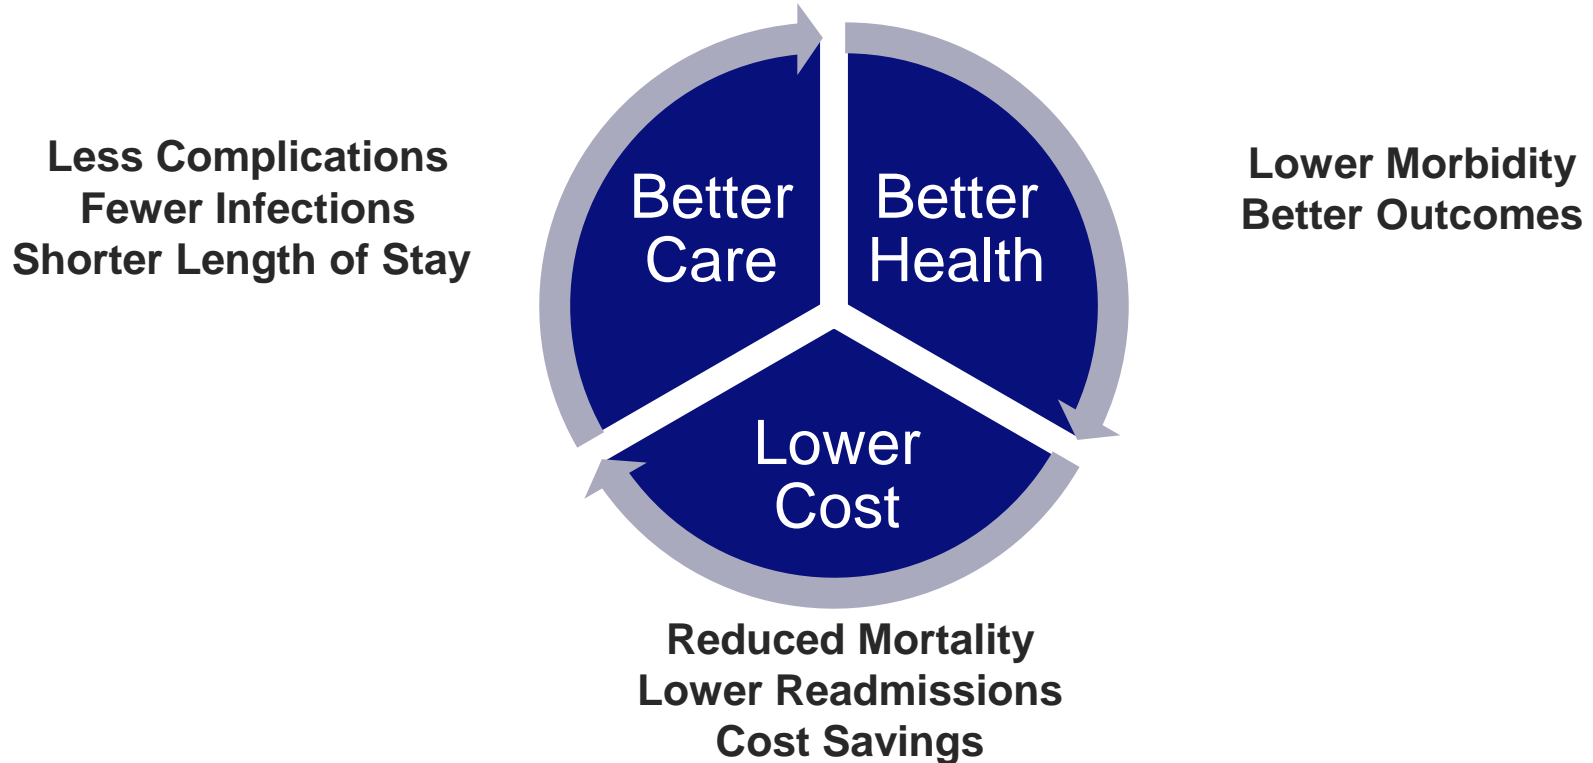 Less Complications
Fewer Infections
Shorter Length of Stay
Better
Care
Better
Health
Lower Morbidity
Better Outcomes
Lower
Cost
Reduced Mortality
Lower Readmissions
Cost Savings